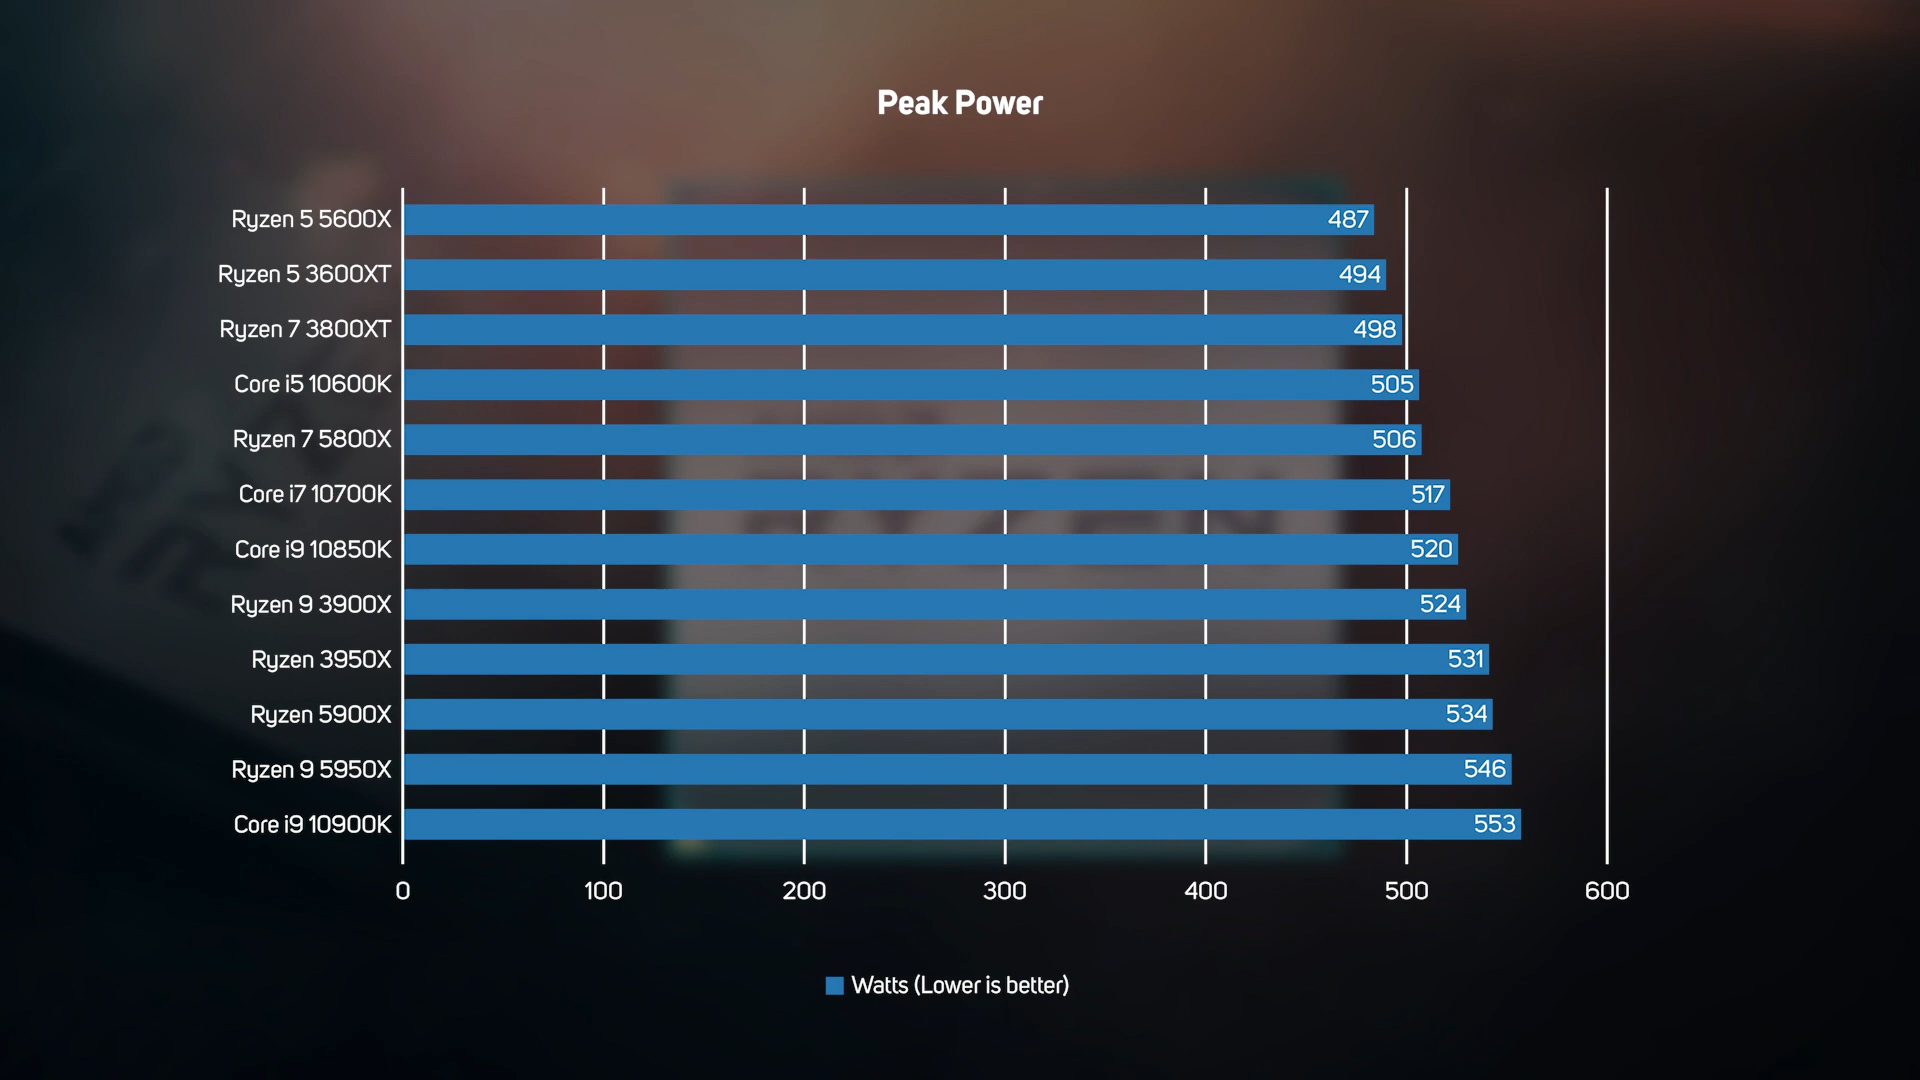 Peak Power
Ryzen 5 5600X 487
Ryzen 5 3600XT 494
Ryzen 7 3800XT 498
Core i5 10600K 505
Ryzen 7 5800X 506
Core i7 10700K 517
Core i9 10850K 520
Ryzen 9 3900X 524
Ryzen 3950X 531
Ryzen 5900X 534
Ryzen 9 5950X 546
Core i9 10900K 553
0 100 200 300 400 500 600
Watts (Lower is better)
RYZEN